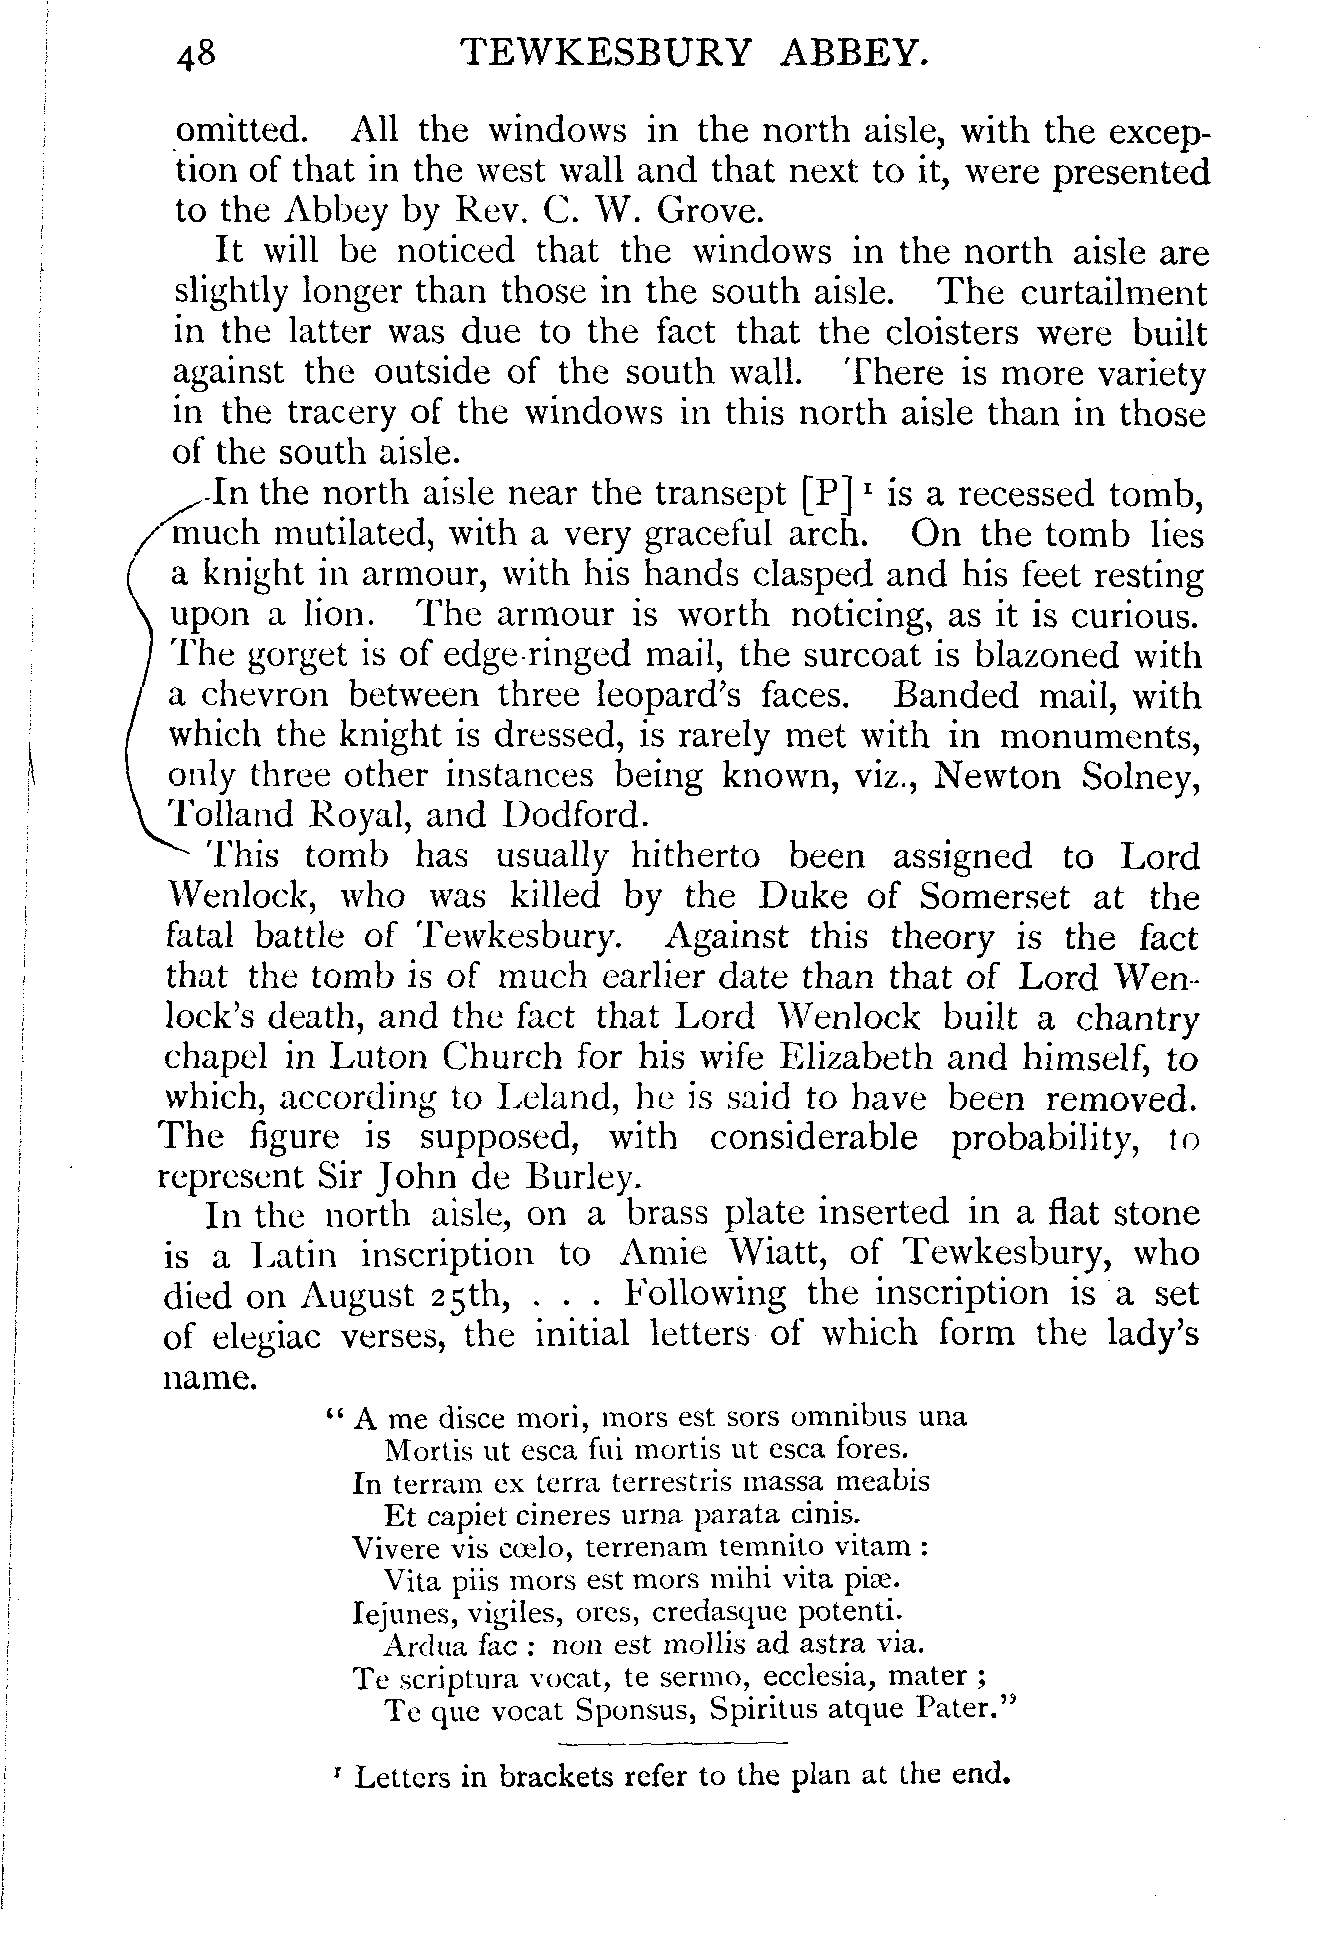 48 TEWKESBURY ABBEY.
omitted. All the windows in the north aisle, with the excep-
tion of that in the west wall and that next to it, were presented
to the Abbey by Rev. C. W. Grove.
It will be noticed that the windows in the north aisle are
slightly longer than those in the south aisle. The curtailment
in the latter was due to the fact that the cloisters were built
against the outside of the south wall. There is more variety
in the tracery of the windows in this north aisle than in those
of the south aisle.
In the north aisle near the transept [P] ¹ is a recessed tomb,
much mutilated, with a very graceful arch. On the tomb lies
a knight in armour, with his hands clasped and his feet resting
upon a lion. The armour is worth noticing, as it is curious.
The gorget is of edge-ringed mail, the surcoat is blazoned with
a chevron between three leopard's faces. Banded mail, with
which the knight is dressed, is rarely met with in monuments,
only three other instances being known, viz., Newton Solney,
Tolland Royal, and Dodford.
This tomb has usually hitherto been assigned to Lord
Wenlock, who was killed by the Duke of Somerset at the
fatal battle of Tewkesbury. Against this theory is the fact
that the tomb is of much earlier date than that of Lord Wen-
lock's death, and the fact that Lord Wenlock built a chantry
chapel in Luton Church for his wife Elizabeth and himself, to
which, according to Leland, he is said to have been removed.
The figure is supposed, with considerable probability, to
represent Sir John de Burley.
In the north aisle, on a brass plate inserted in a flat stone
is a Latin inscription to Amie Wiatt, of Tewkesbury, who
died on August 25th, . . . Following the inscription is a set
of elegiac verses, the initial letters of which form the lady's
name.
“ A me disce mori, mors est sors omnibus una
Mortis ut esca fui mortis ut esca fores.
In terram ex terra terrestris massa meabis
Et capiet cineres urna parata cinis.
Vivere vis cœlo, terrenam temnito vitam :
Vita piis mors est mors mihi vita piæ.
Iejunes, vigiles, ores, credasque potenti.
Ardua fac : non est mollis ad astra via.
Te scriptura vocat, te sermo, ecclesia, mater ;
Te que vocat Sponsus, Spiritus atque Pater.”
¹ Letters in brackets refer to the plan at the end.